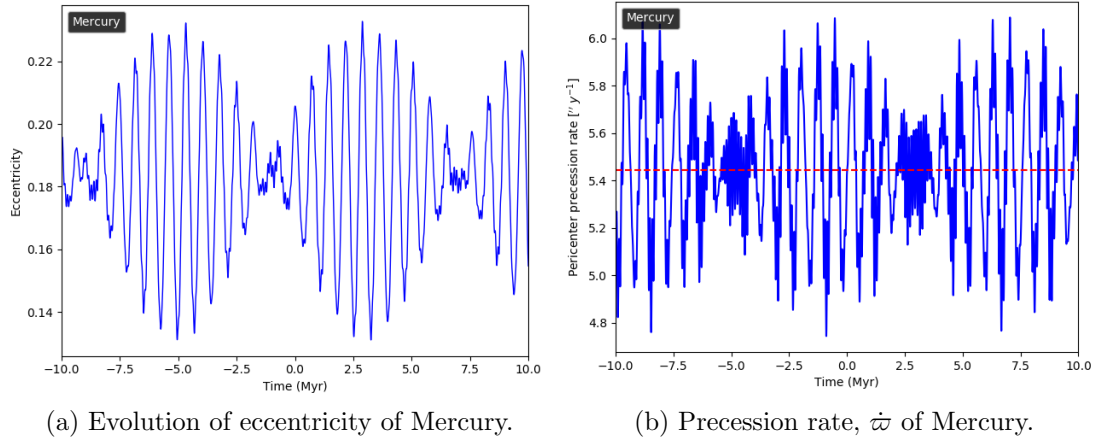 Mercury
0.22
0.20
0.18
0.16
0.14
Eccentricity
−10.0 −7.5 −5.0 −2.5 0.0 2.5 5.0 7.5 10.0
Time (Myr)
(a) Evolution of eccentricity of Mercury.
Mercury
6.0
5.8
5.6
5.4
5.2
5.0
4.8
Pericenter precession rate [″ y⁻¹]
−10.0 −7.5 −5.0 −2.5 0.0 2.5 5.0 7.5 10.0
Time (Myr)
(b) Precession rate, ϖ̇ of Mercury.